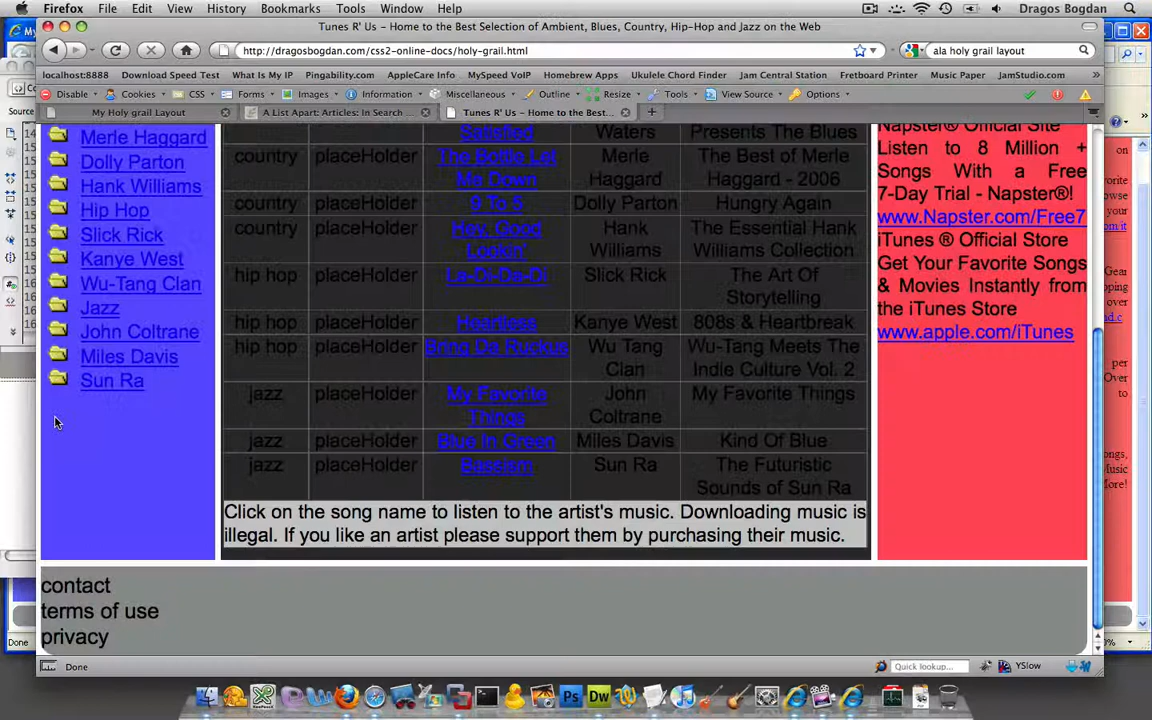 Firefox File Edit View History Bookmarks Tools Window Help Dragos Bogdan
Tunes R' Us – Home to the Best Selection of Ambient, Blues, Country, Hip–Hop and Jazz on the Web
http://dragosbogdan.com/css2-online-docs/holy-grail.html
ala holy grail layout
localhost:8888 Download Speed Test What Is My IP Pingability.com AppleCare Info MySpeed VoIP Homebrew Apps Ukulele Chord Finder Jam Central Station Fretboard Printer Music Paper JamStudio.com
Disable Cookies CSS Forms Images Information Miscellaneous Outline Resize Tools View Source Options
My Holy grail Layout
A List Apart: Articles: In Search ...
Tunes R' Us – Home to the Best...
Merle Haggard
Dolly Parton
Hank Williams
Hip Hop
Slick Rick
Kanye West
Wu-Tang Clan
Jazz
John Coltrane
Miles Davis
Sun Ra
Satisfied Waters Presents The Blues
country placeHolder The Bottle Let Merle The Best of Merle
Me Down Haggard Haggard - 2006
country placeHolder 9 To 5 Dolly Parton Hungry Again
country placeHolder Hey, Good Hank The Essential Hank
Lookin' Williams Williams Collection
hip hop placeHolder La-Di-Da-Di Slick Rick The Art Of
Storytelling
hip hop placeHolder Heartless Kanye West 808s & Heartbreak
hip hop placeHolder Bring Da Ruckus Wu Tang Wu-Tang Meets The
Clan Indie Culture Vol. 2
jazz placeHolder My Favorite John My Favorite Things
Things Coltrane
jazz placeHolder Blue In Green Miles Davis Kind Of Blue
jazz placeHolder Bassism Sun Ra The Futuristic
Sounds of Sun Ra
Click on the song name to listen to the artist's music. Downloading music is
illegal. If you like an artist please support them by purchasing their music.
Napster® Official Site
Listen to 8 Million +
Songs With a Free
7-Day Trial - Napster®!
www.Napster.com/Free7
iTunes ® Official Store
Get Your Favorite Songs
& Movies Instantly from
the iTunes Store
www.apple.com/iTunes
contact
terms of use
privacy
Done
Quick lookup...
YSlow
Source
Done
on
vorite
your
Gear
pping
over
per
Over
to
song,
Music
More!